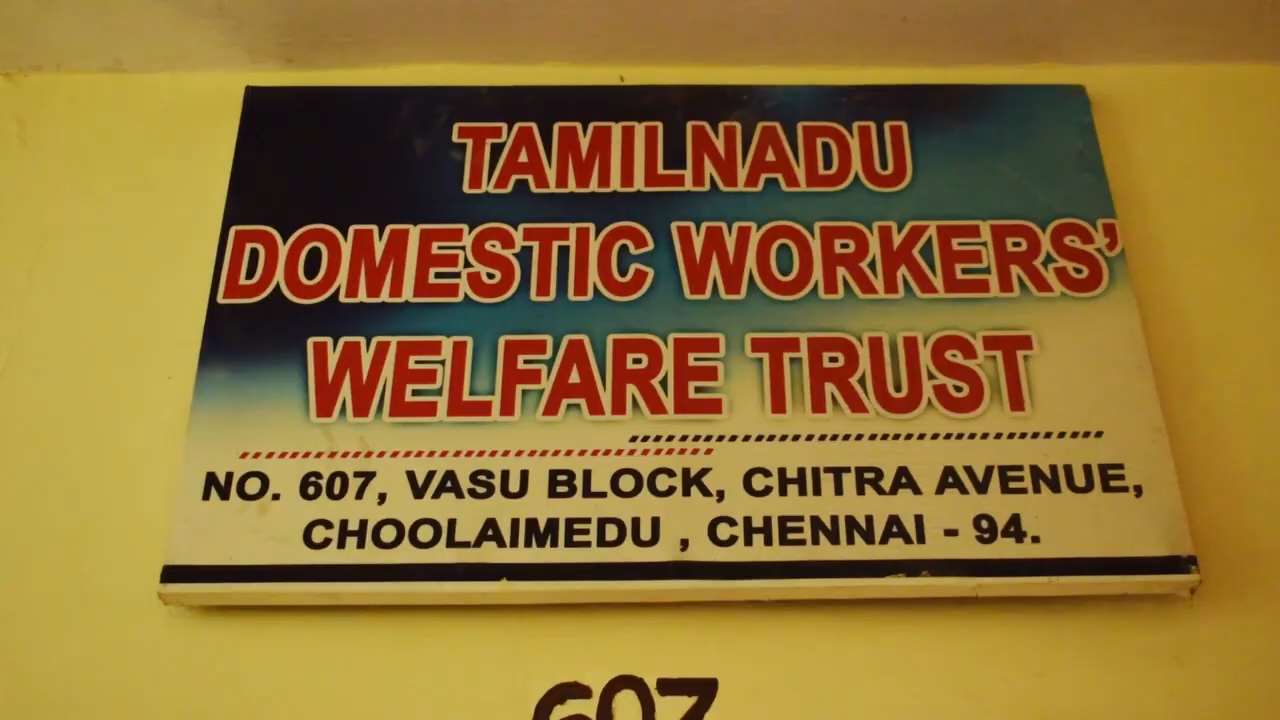 TAMILNADU
DOMESTIC WORKERS'
WELFARE TRUST
NO. 607, VASU BLOCK, CHITRA AVENUE,
CHOOLAIMEDU , CHENNAI - 94.
607